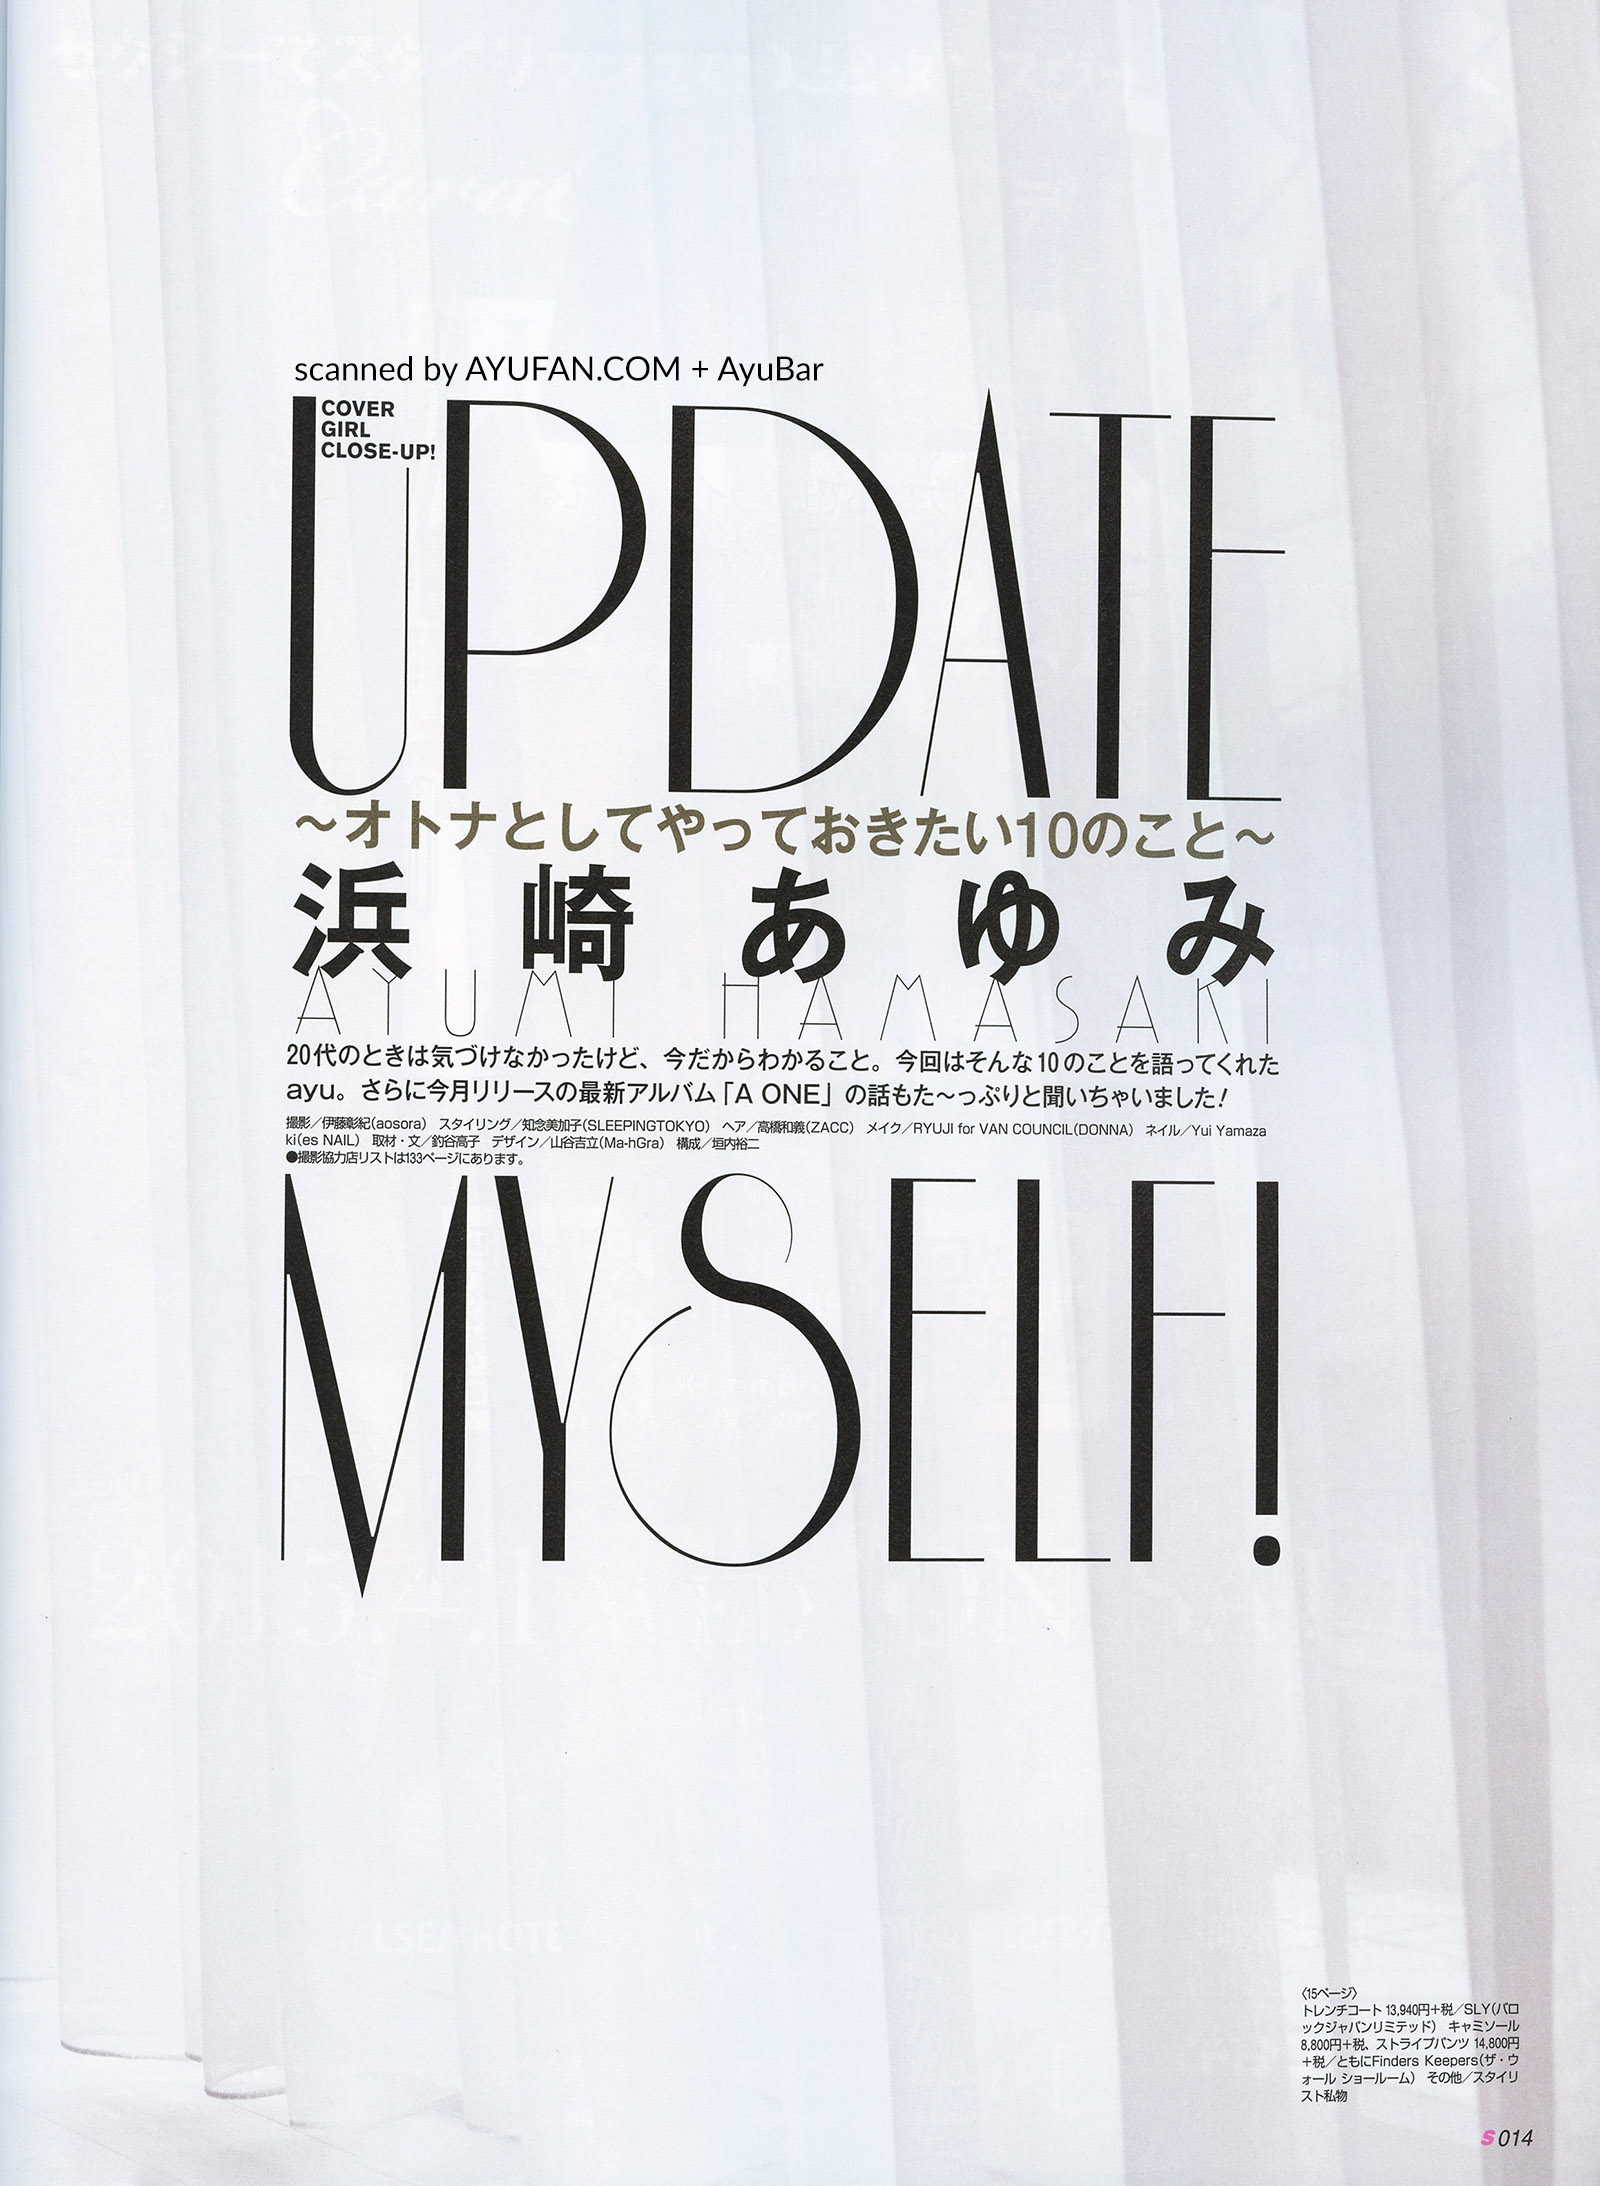 scanned by AYUFAN.COM + AyuBar
COVER
GIRL
CLOSE-UP!
UPDATE
〜オトナとしてやっておきたい10のこと〜
浜崎あゆみ
AYUMI HAMASAKI
20代のときは気づけなかったけど、今だからわかること。今回はそんな10のことを語ってくれた
ayu。さらに今月リリースの最新アルバム「A ONE」の話もた〜っぷりと聞いちゃいました!
撮影／伊藤彰紀(aosora)　スタイリング／知念美加子(SLEEPINGTOKYO)　ヘア／高橋和義(ZACC)　メイク／RYUJI for VAN COUNCIL(DONNA)　ネイル／Yui Yamaza
ki(es NAIL)　取材・文／釣谷高子　デザイン／山谷吉立(Ma-hGra)　構成／垣内裕二
●撮影協力店リストは133ページにあります。
MYSELF!
〈15ページ〉
トレンチコート 13,940円+税／SLY(バロ
ックジャパンリミテッド)　キャミソール
8,800円+税、ストライプパンツ 14,800円
+税／ともにFinders Keepers(ザ・ウ
ォール ショールーム)　その他／スタイリ
スト私物
S 014